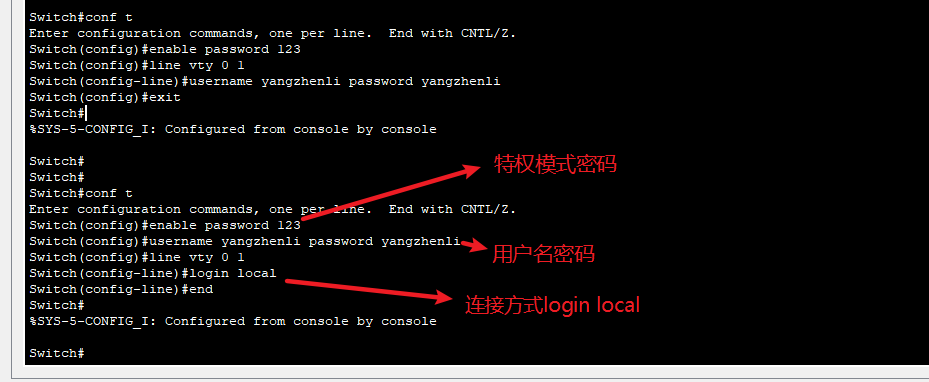 Switch#conf t
Enter configuration commands, one per line.  End with CNTL/Z.
Switch(config)#enable password 123
Switch(config)#line vty 0 1
Switch(config-line)#username yangzhenli password yangzhenli
Switch(config)#exit
Switch#
%SYS-5-CONFIG_I: Configured from console by console
Switch#
Switch#
Switch#conf t
特权模式密码
Enter configuration commands, one per line.  End with CNTL/Z.
Switch(config)#enable password 123
Switch(config)#username yangzhenli password yangzhenli
用户名密码
Switch(config)#line vty 0 1
Switch(config-line)#login local
Switch(config-line)#end
Switch#
连接方式login local
%SYS-5-CONFIG_I: Configured from console by console
Switch#